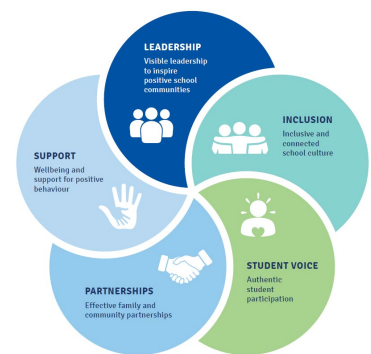 LEADERSHIP
Visible leadership
to inspire
positive school
communities
INCLUSION
Inclusive and
connected
school culture
STUDENT VOICE
Authentic
student
participation
PARTNERSHIPS
Effective family and
community partnerships
SUPPORT
Wellbeing and
support for positive
behaviour